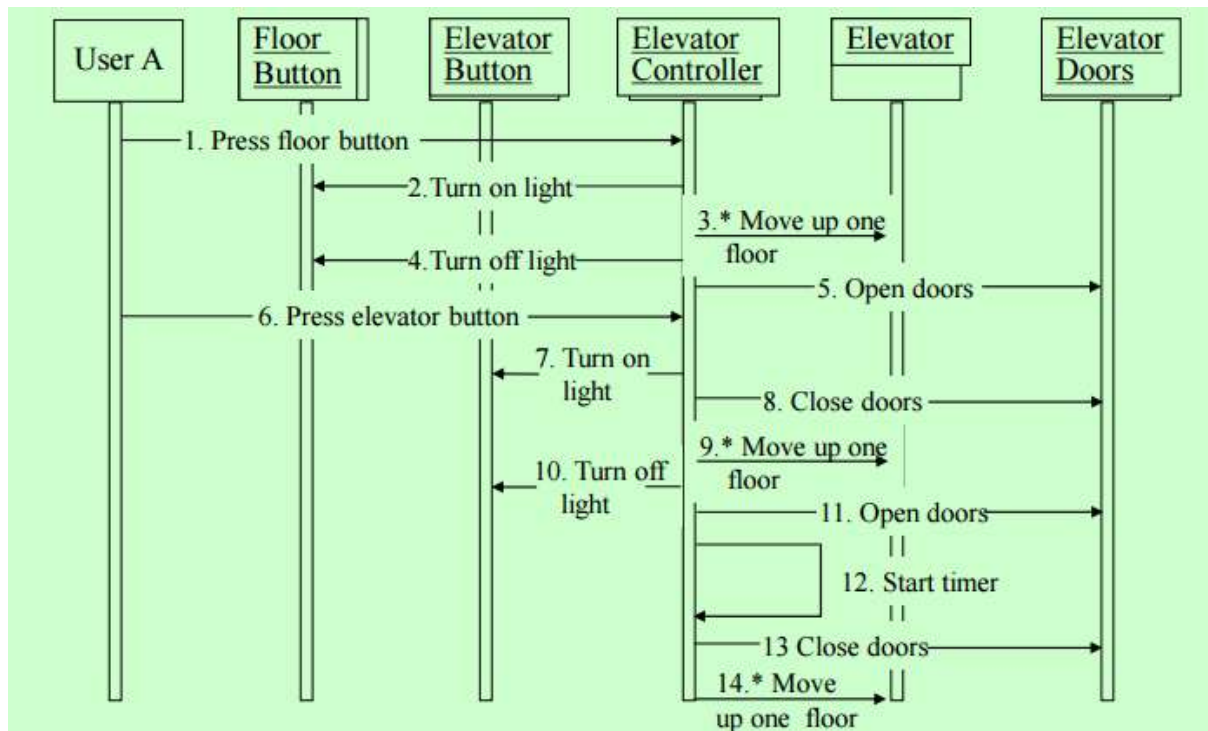 User A
Floor
Button
Elevator
Button
Elevator
Controller
Elevator
Elevator
Doors
1. Press floor button
2.Turn on light
3.* Move up one
floor
4.Turn off light
5. Open doors
6. Press elevator button
7. Turn on
light
8. Close doors
9.* Move up one
floor
10. Turn off
light
11. Open doors
12. Start timer
13 Close doors
14.* Move
up one floor